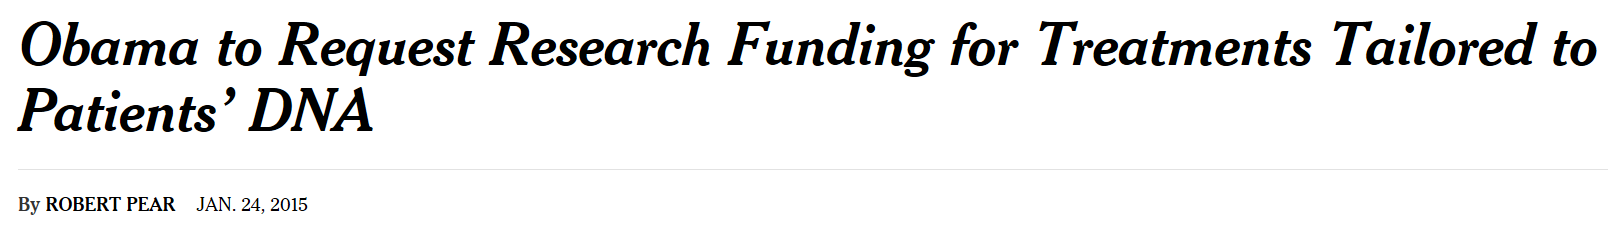 Obama to Request Research Funding for Treatments Tailored to
Patients’ DNA
By ROBERT PEAR JAN. 24, 2015